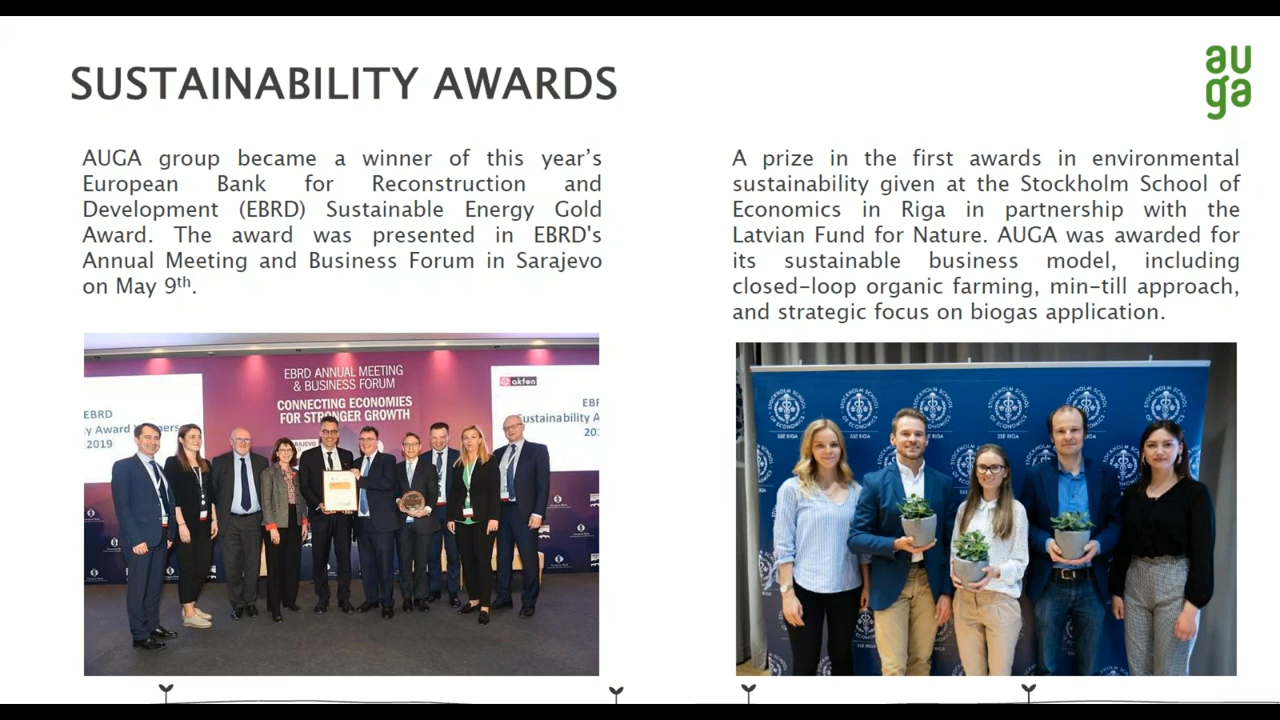 SUSTAINABILITY AWARDS
au
ga
AUGA group became a winner of this year’s
European Bank for Reconstruction and
Development (EBRD) Sustainable Energy Gold
Award. The award was presented in EBRD's
Annual Meeting and Business Forum in Sarajevo
on May 9th.
A prize in the first awards in environmental
sustainability given at the Stockholm School of
Economics in Riga in partnership with the
Latvian Fund for Nature. AUGA was awarded for
its sustainable business model, including
closed–loop organic farming, min–till approach,
and strategic focus on biogas application.
EBRD ANNUAL MEETING
& BUSINESS FORUM
CONNECTING ECONOMIES
FOR STRONGER GROWTH
EBRD
y Award
2019
akfen
Sustainability A
STOCKHOLM SCHOOL OF ECONOMICS
SSE RIGA